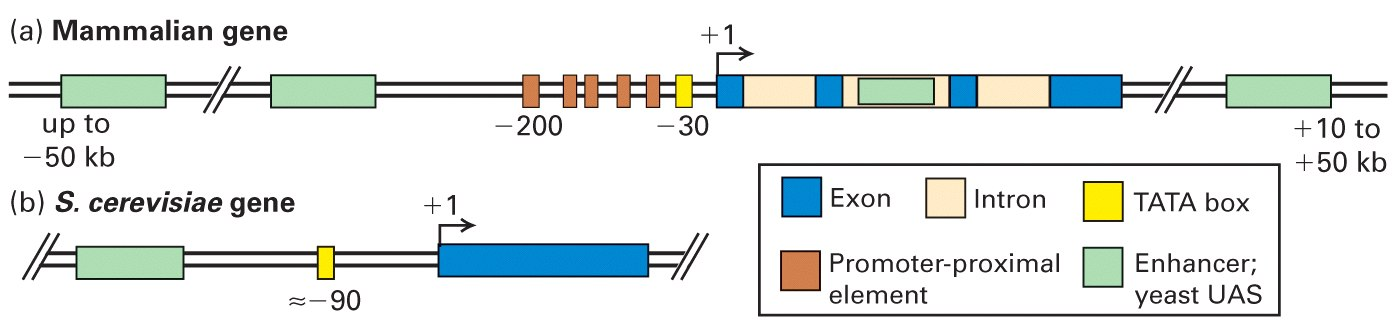 (a) Mammalian gene
+1
up to
−50 kb
−200
−30
+10 to
+50 kb
(b) S. cerevisiae gene
+1
≈−90
Exon
Intron
TATA box
Promoter-proximal
element
Enhancer;
yeast UAS